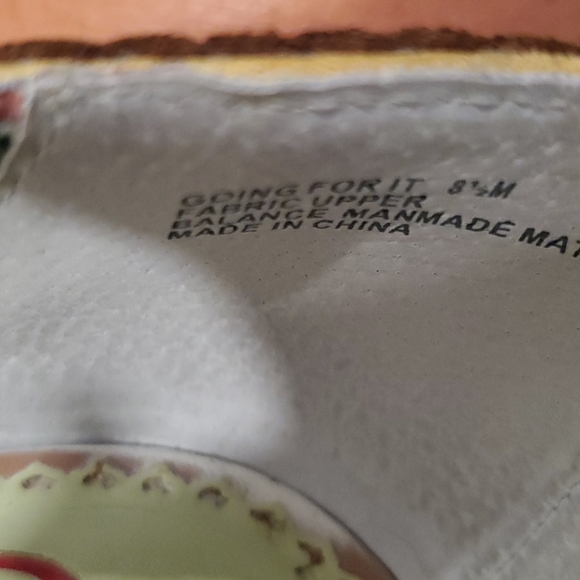 GOING FOR IT 8½M
FABRIC UPPER
BALANCE MANMADE MAT
MADE IN CHINA